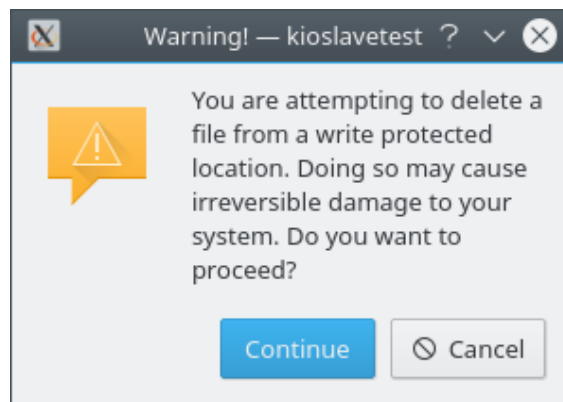 Warning! — kioslavetest
You are attempting to delete a
file from a write protected
location. Doing so may cause
irreversible damage to your
system. Do you want to
proceed?
Continue
Cancel